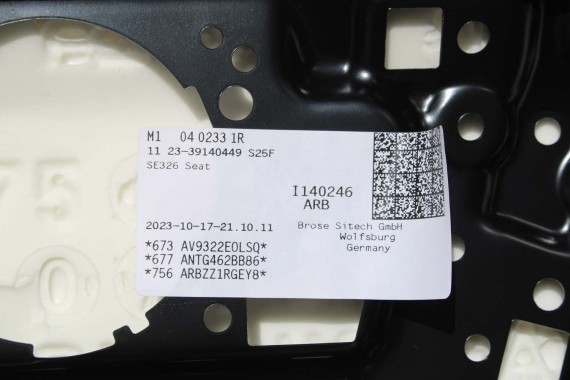 M1 04 0233 1R
11 23-39140449 S25F
SE326 Seat
I140246
ARB
2023-10-17-21.10.11
Brose Sitech GmbH
Wolfsburg
Germany
*673 AV9322EOLSQ*
*677 ANTG462BB86*
*756 ARBZZ1RGEY8*